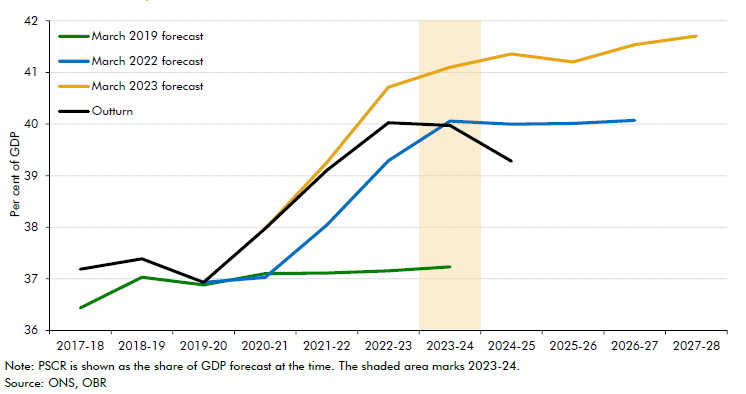 42
41
40
39
38
37
36
Per cent of GDP
March 2019 forecast
March 2022 forecast
March 2023 forecast
Outturn
2017-18 2018-19 2019-20 2020-21 2021-22 2022-23 2023-24 2024-25 2025-26 2026-27 2027-28
Note: PSCR is shown as the share of GDP forecast at the time. The shaded area marks 2023-24.
Source: ONS, OBR